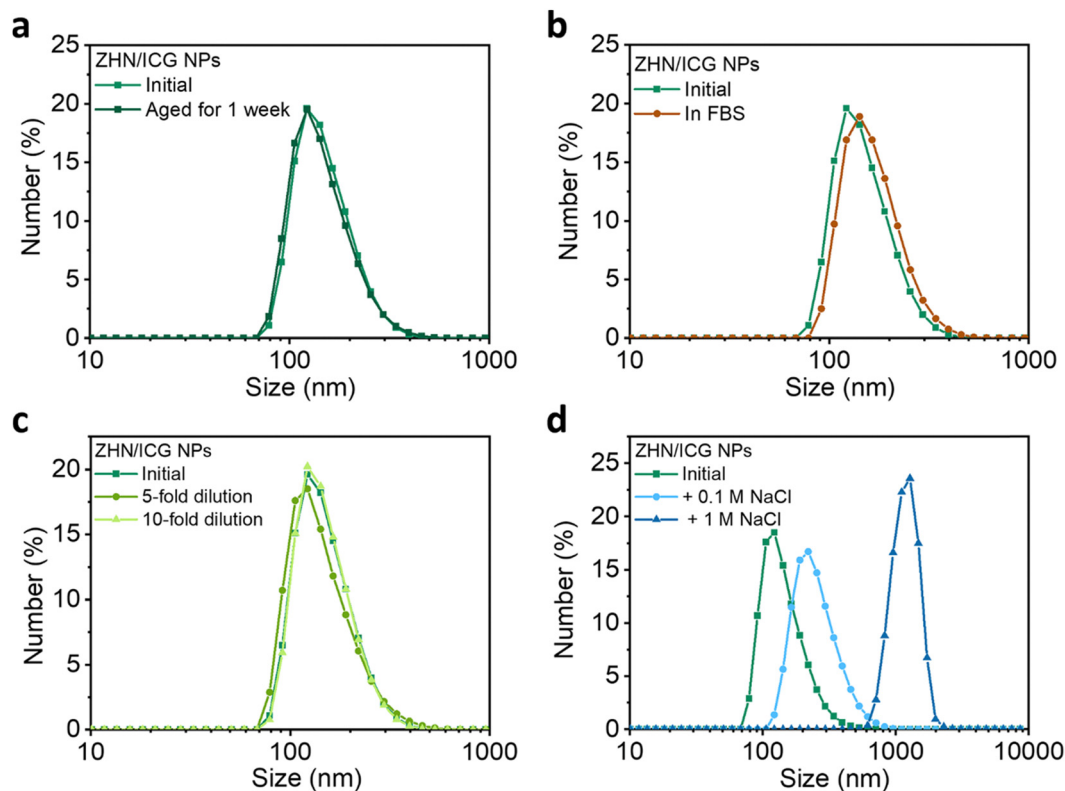 a
25
20
15
10
5
0
Number (%)
ZHN/ICG NPs
Initial
Aged for 1 week
10
100
1000
Size (nm)
b
25
20
15
10
5
0
Number (%)
ZHN/ICG NPs
Initial
In FBS
10
100
1000
Size (nm)
c
20
15
10
5
0
Number (%)
ZHN/ICG NPs
Initial
5-fold dilution
10-fold dilution
10
100
1000
Size (nm)
d
25
20
15
10
5
0
Number (%)
ZHN/ICG NPs
Initial
+ 0.1 M NaCl
+ 1 M NaCl
10
100
1000
10000
Size (nm)